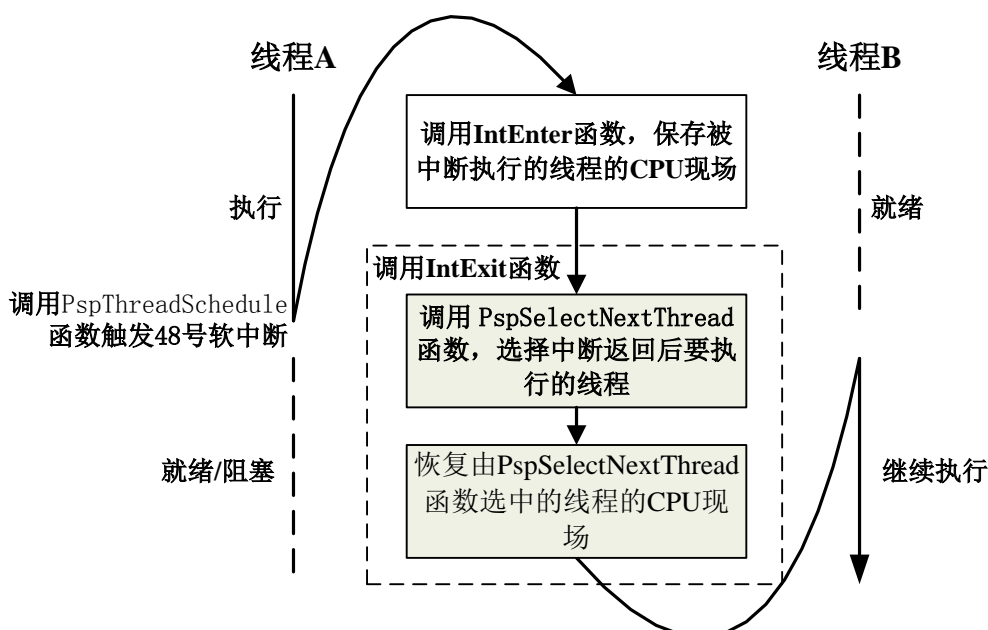 线程A
线程B
调用IntEnter函数，保存被
中断执行的线程的CPU现场
执行
就绪
调用IntExit函数
调用PspThreadSchedule
函数触发48号软中断
调用 PspSelectNextThread
函数，选择中断返回后要执
行的线程
就绪/阻塞
恢复由PspSelectNextThread
函数选中的线程的CPU现
场
继续执行